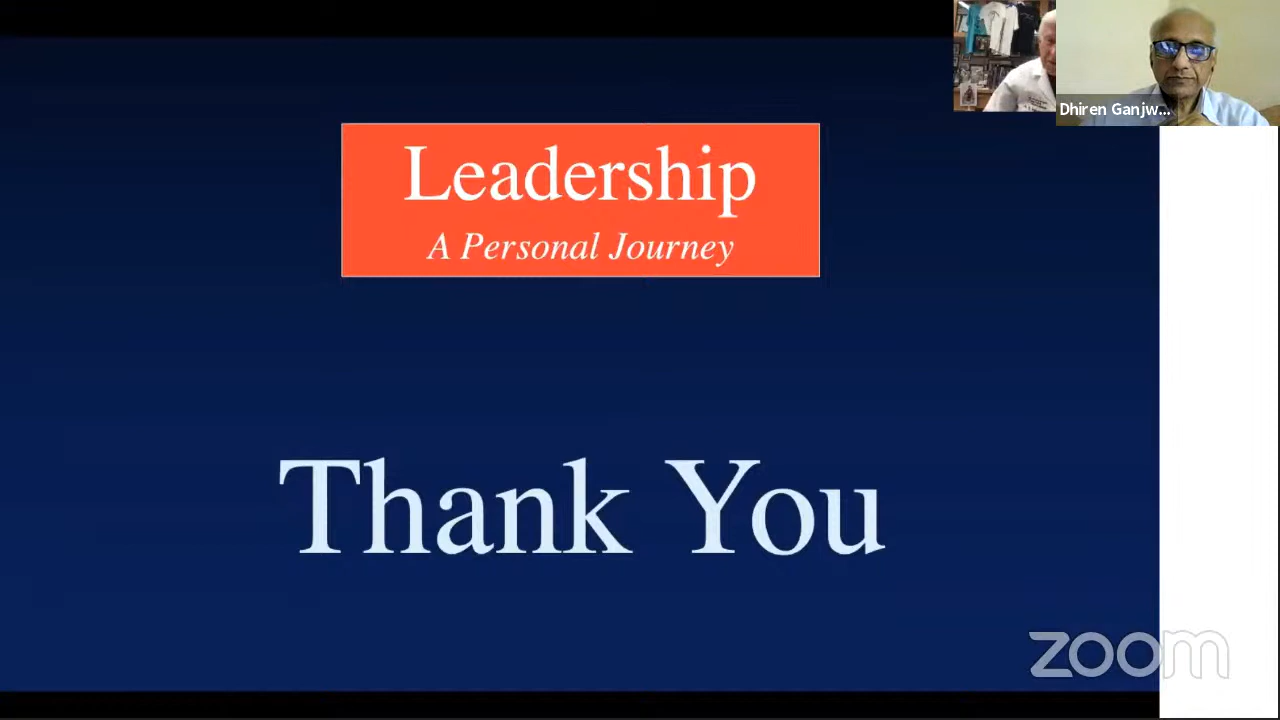 Leadership
A Personal Journey
Thank You
Dhiren Ganjw...
zoom